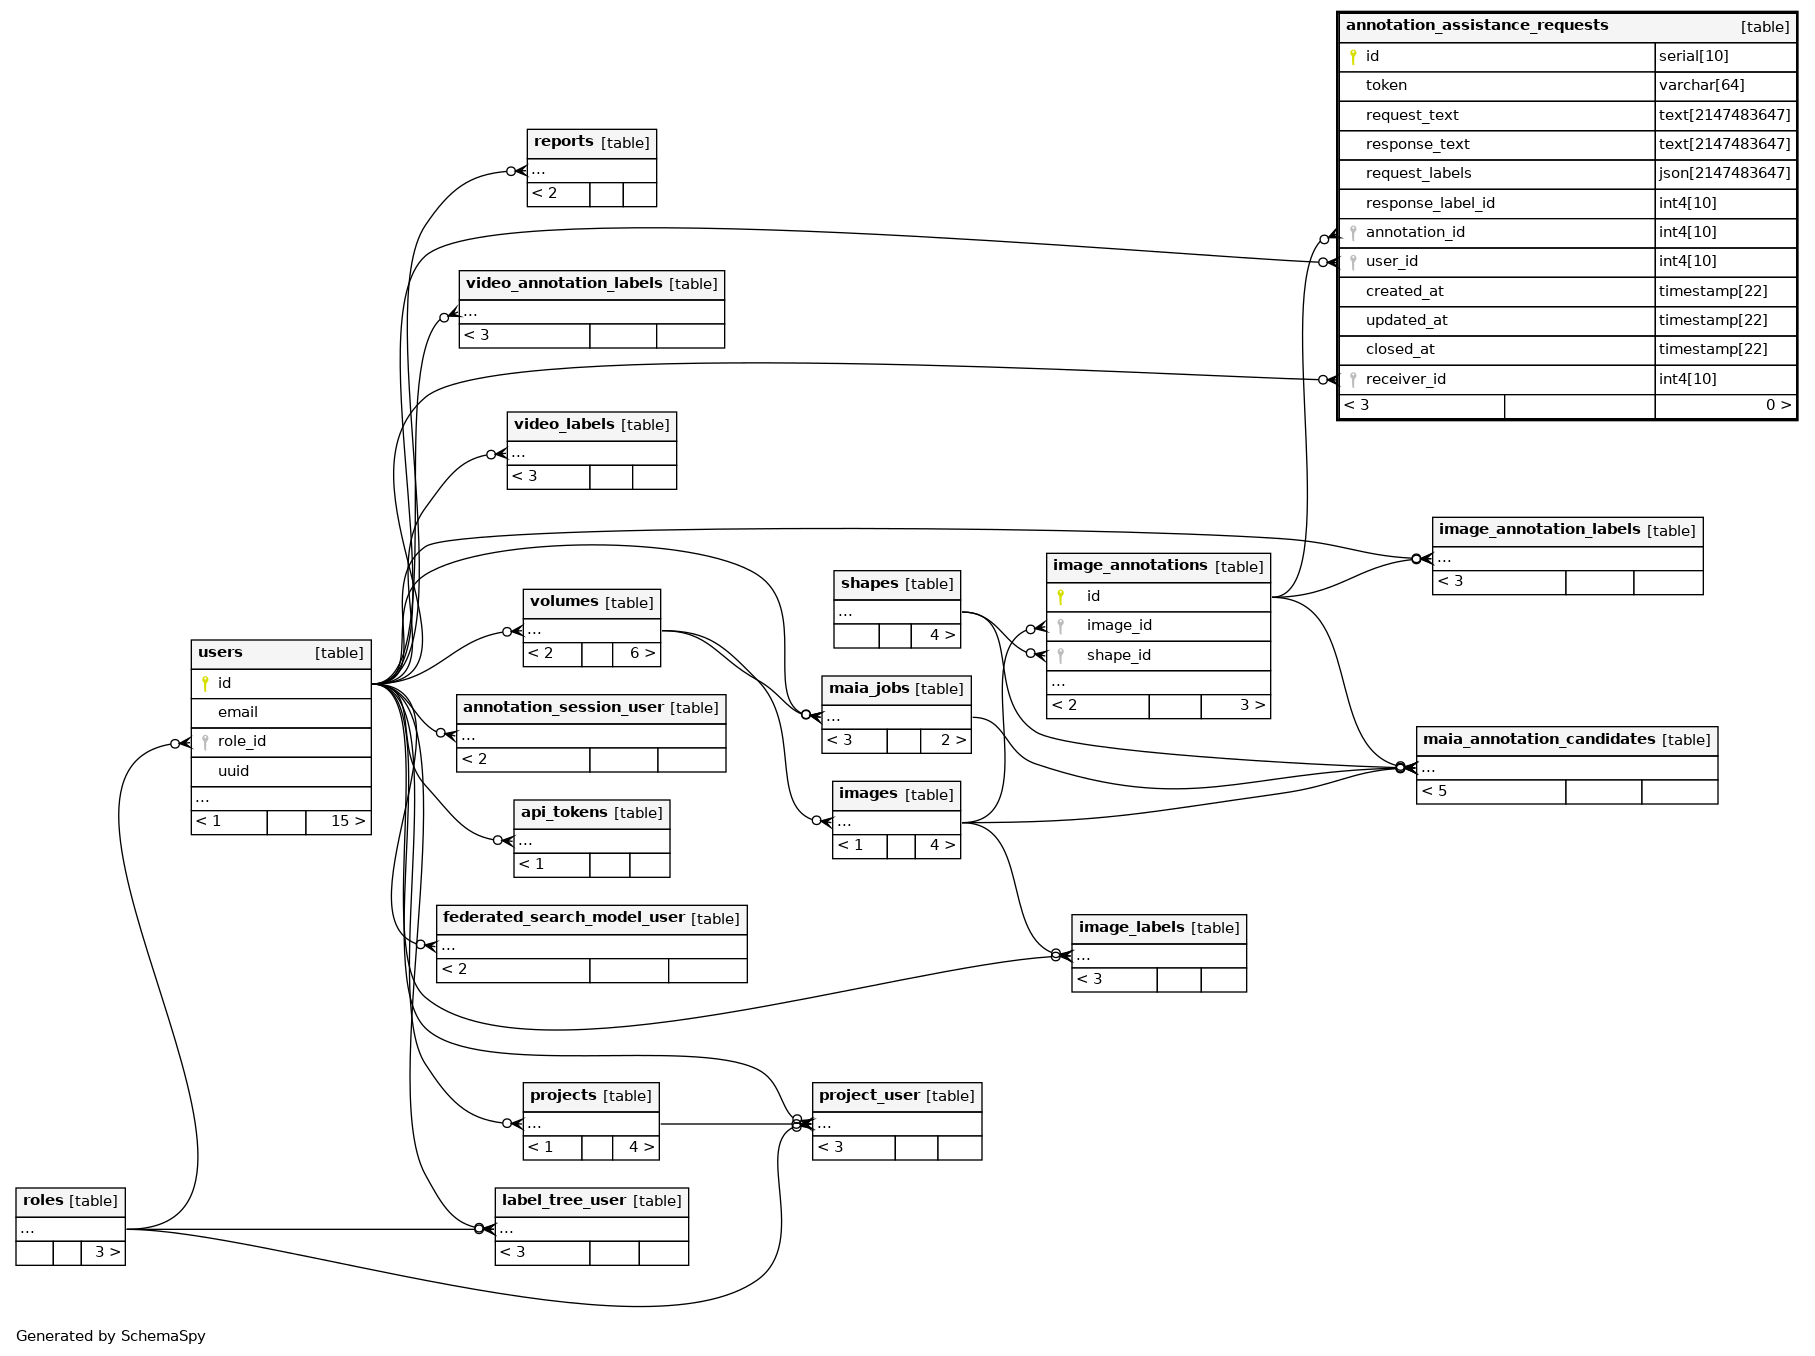 annotation_assistance_requests [table]
id serial[10]
token varchar[64]
request_text text[2147483647]
response_text text[2147483647]
request_labels json[2147483647]
response_label_id int4[10]
annotation_id int4[10]
user_id int4[10]
created_at timestamp[22]
updated_at timestamp[22]
closed_at timestamp[22]
receiver_id int4[10]
< 3 0 >
reports [table]
...
< 2
video_annotation_labels [table]
...
< 3
video_labels [table]
...
< 3
image_annotation_labels [table]
...
< 3
image_annotations [table]
id
image_id
shape_id
...
< 2 3 >
shapes [table]
...
4 >
volumes [table]
...
< 2 6 >
users [table]
id
email
role_id
uuid
...
< 1 15 >
maia_jobs [table]
...
< 3 2 >
annotation_session_user [table]
...
< 2
maia_annotation_candidates [table]
...
< 5
images [table]
...
< 1 4 >
api_tokens [table]
...
< 1
federated_search_model_user [table]
...
< 2
image_labels [table]
...
< 3
projects [table]
...
< 1 4 >
project_user [table]
...
< 3
roles [table]
...
3 >
label_tree_user [table]
...
< 3
Generated by SchemaSpy